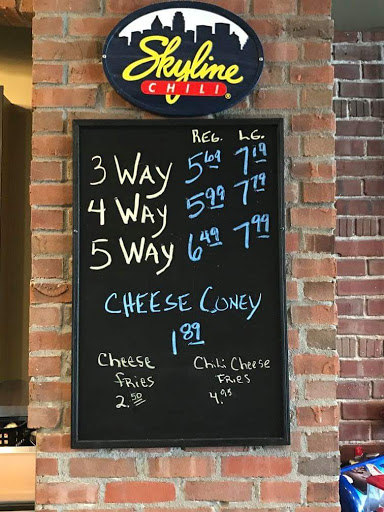 Skyline
CHILI
REG. LG.
3 WAY 5.69 7.19
4 WAY 5.99 7.79
5 WAY 6.49 7.99
CHEESE CONEY
1.89
Cheese Fries 2.50
Chili Cheese Fries 4.95